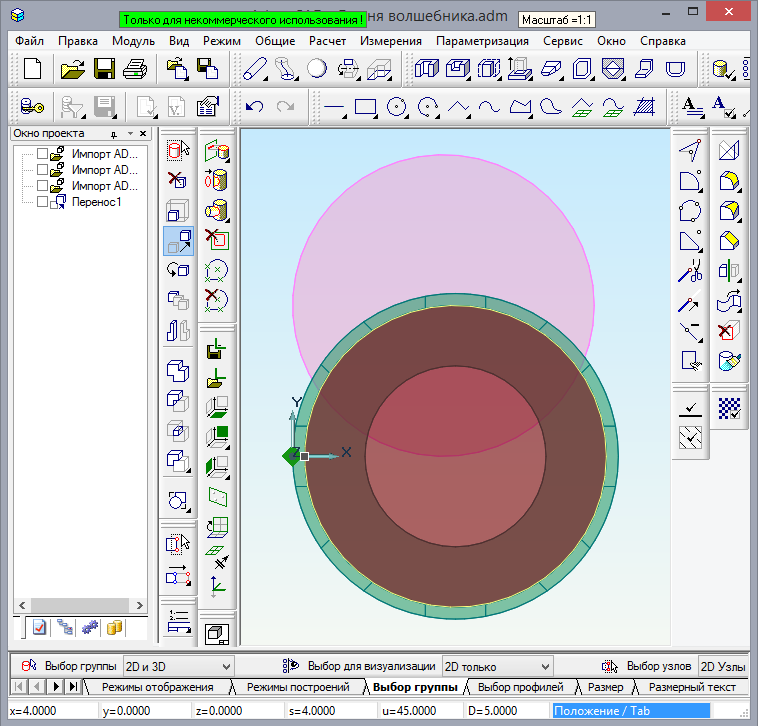 Только для некоммерческого использования !
ня волшебника.adm
Масштаб =1:1
Файл Правка Модуль Вид Режим Общие Расчет Измерения Параметризация Сервис Окно Справка
Окно проекта
Импорт AD...
Импорт AD...
Импорт AD...
Перенос1
Y
Z
X
Выбор группы 2D и 3D Выбор для визуализации 2D только Выбор узлов 2D Узлы
Режимы отображения Режимы построений Выбор группы Выбор профилей Размер Размерный текст
x=4.0000 y=0.0000 z=0.0000 s=4.0000 u=45.0000 D=5.0000 Положение / Tab